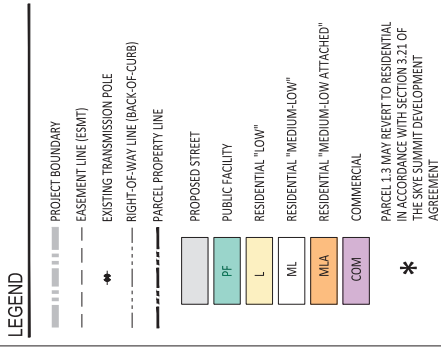 LEGEND
PROJECT BOUNDARY
EASEMENT LINE (ESMT)
EXISTING TRANSMISSION POLE
RIGHT-OF-WAY LINE (BACK-OF-CURB)
PARCEL PROPERTY LINE
PROPOSED STREET
PF PUBLIC FACILITY
L RESIDENTIAL "LOW"
ML RESIDENTIAL "MEDIUM-LOW"
MLA RESIDENTIAL "MEDIUM-LOW ATTACHED"
COM COMMERCIAL
* PARCEL 1.3 MAY REVERT TO RESIDENTIAL
IN ACCORDANCE WITH SECTION 3.21 OF
THE SKYE SUMMIT DEVELOPMENT
AGREEMENT